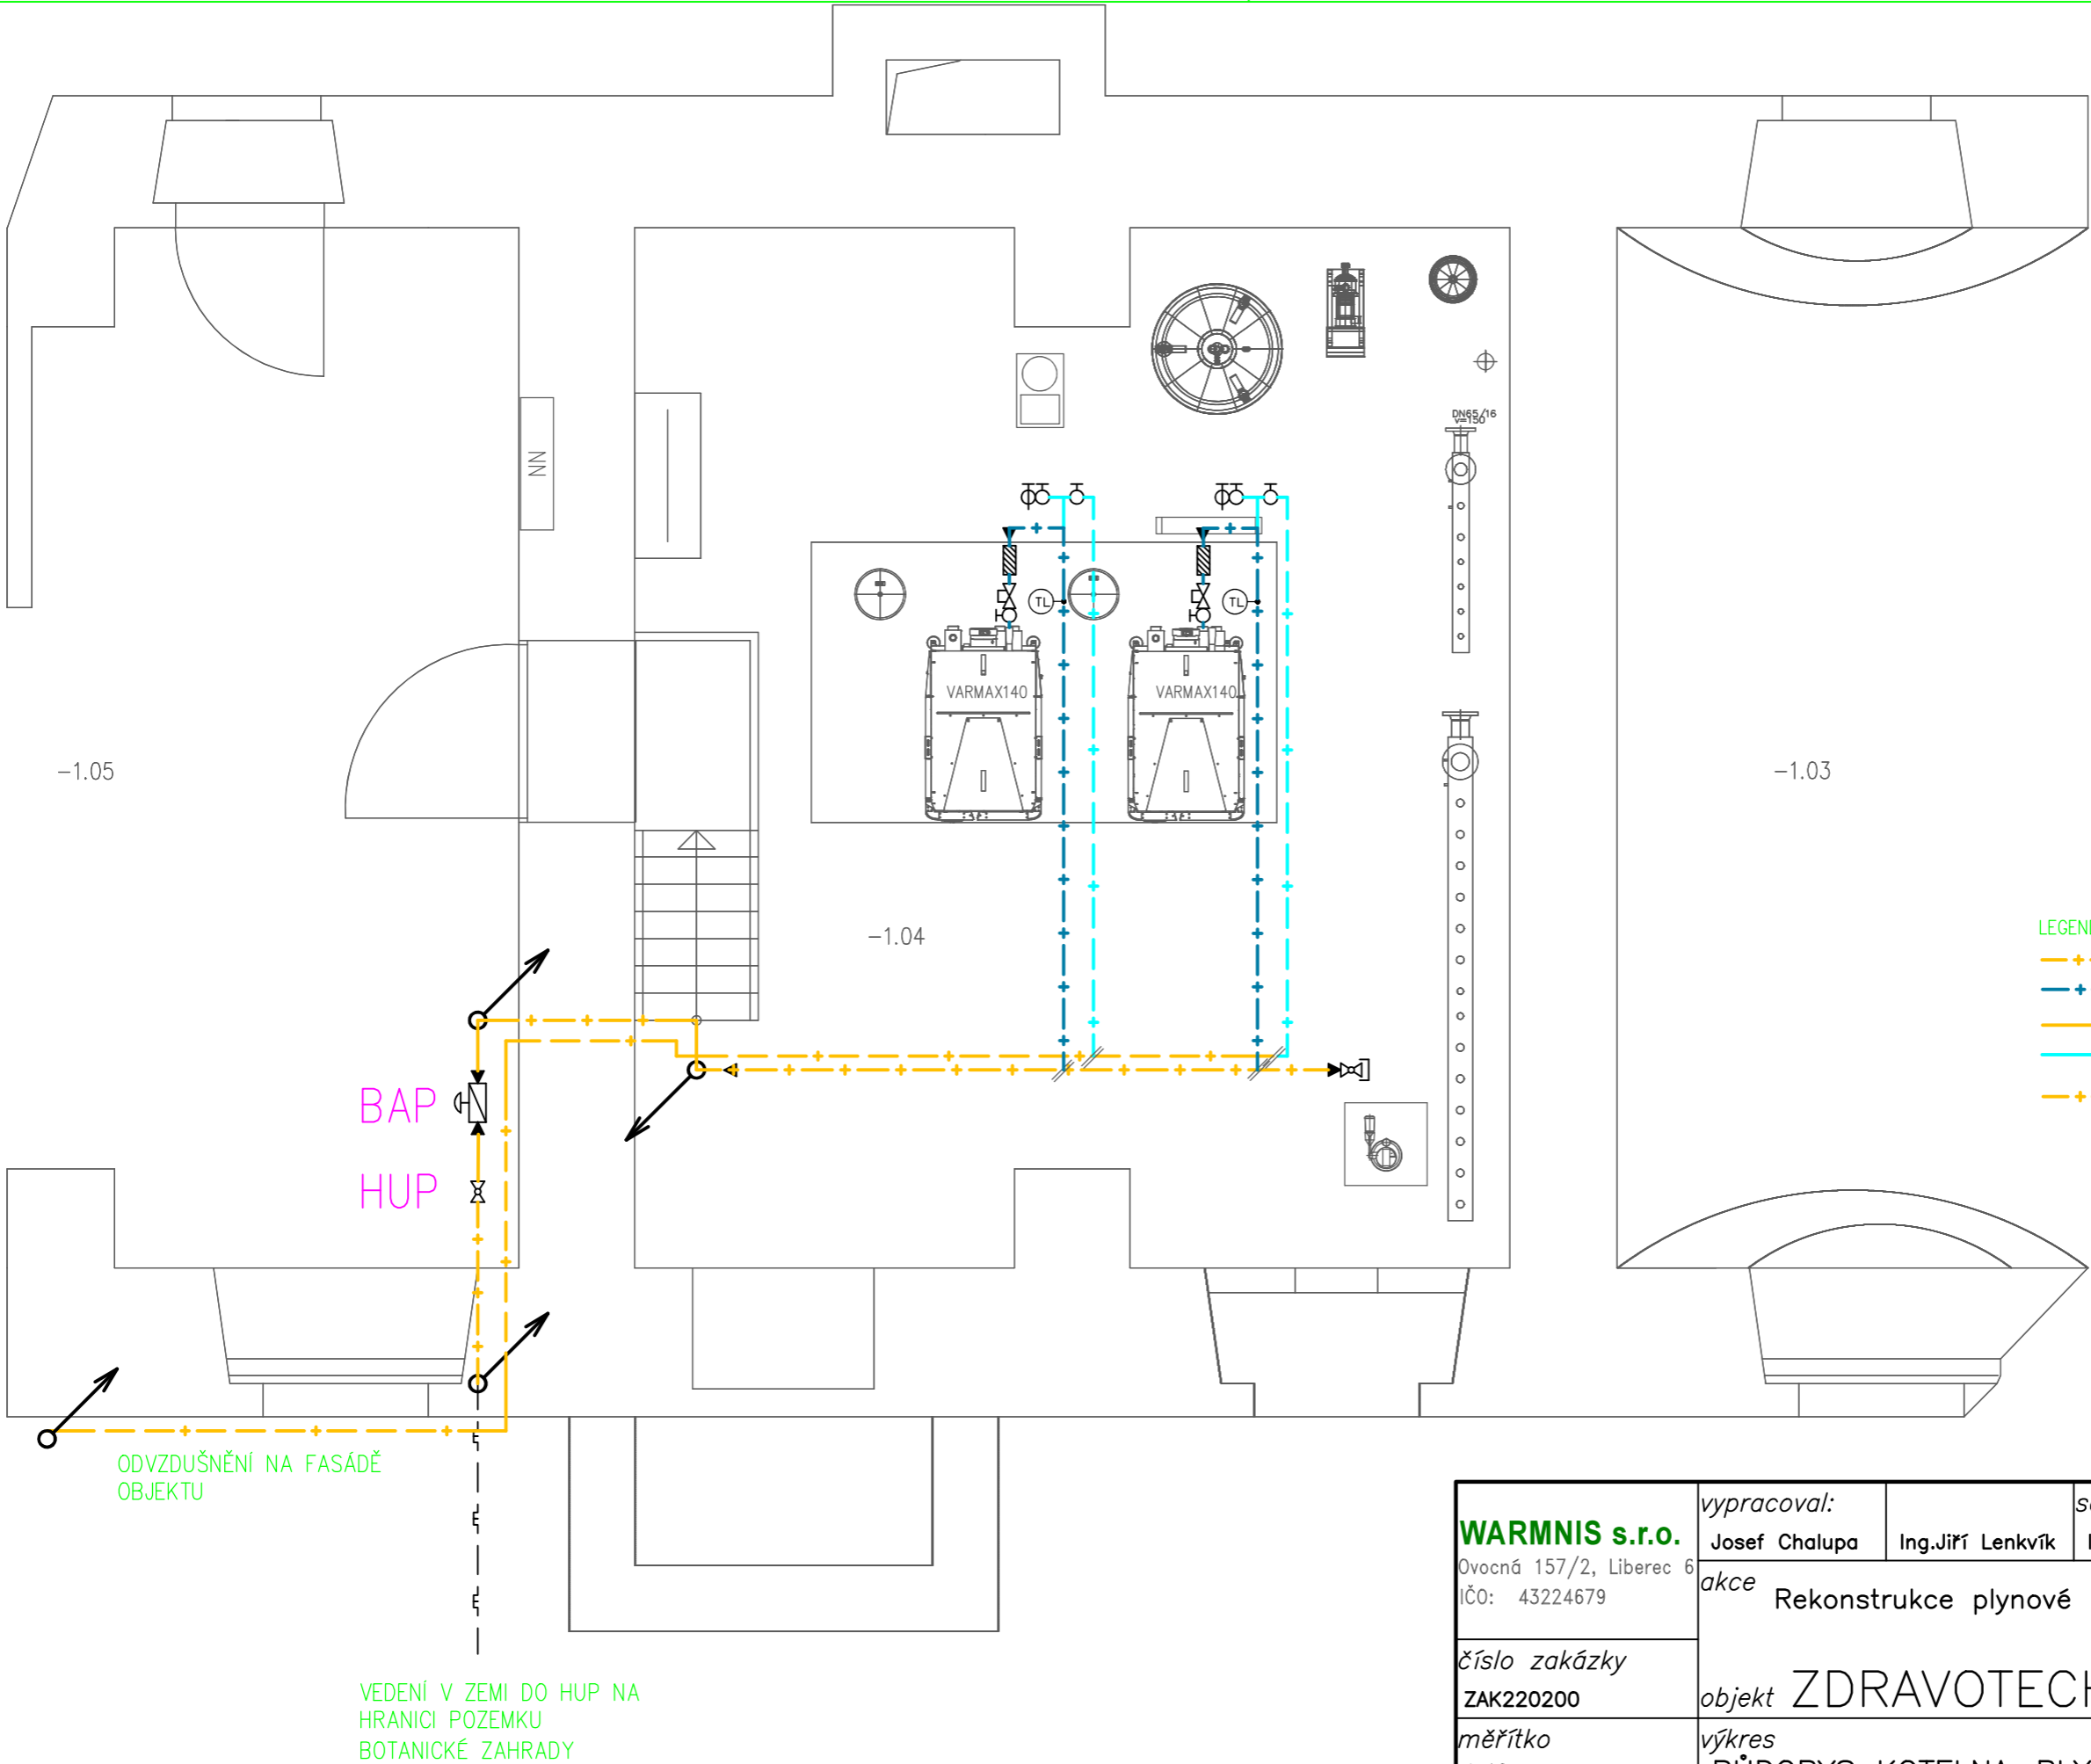 DN65/16
v=150
NN
TL
TL
VARMAX140
VARMAX140
-1.05
-1.03
-1.04
BAP
HUP
ODVZDUŠNĚNÍ NA FASÁDĚ
OBJEKTU
VEDENÍ V ZEMI DO HUP NA
HRANICI POZEMKU
BOTANICKÉ ZAHRADY
WARMNIS s.r.o.
Ovocná 157/2, Liberec 6
IČO: 43224679
vypracoval:
Josef Chalupa
Ing.Jiří Lenkvík
akce Rekonstrukce plynové
číslo zakázky
ZAK220200
objekt
měřítko
výkres